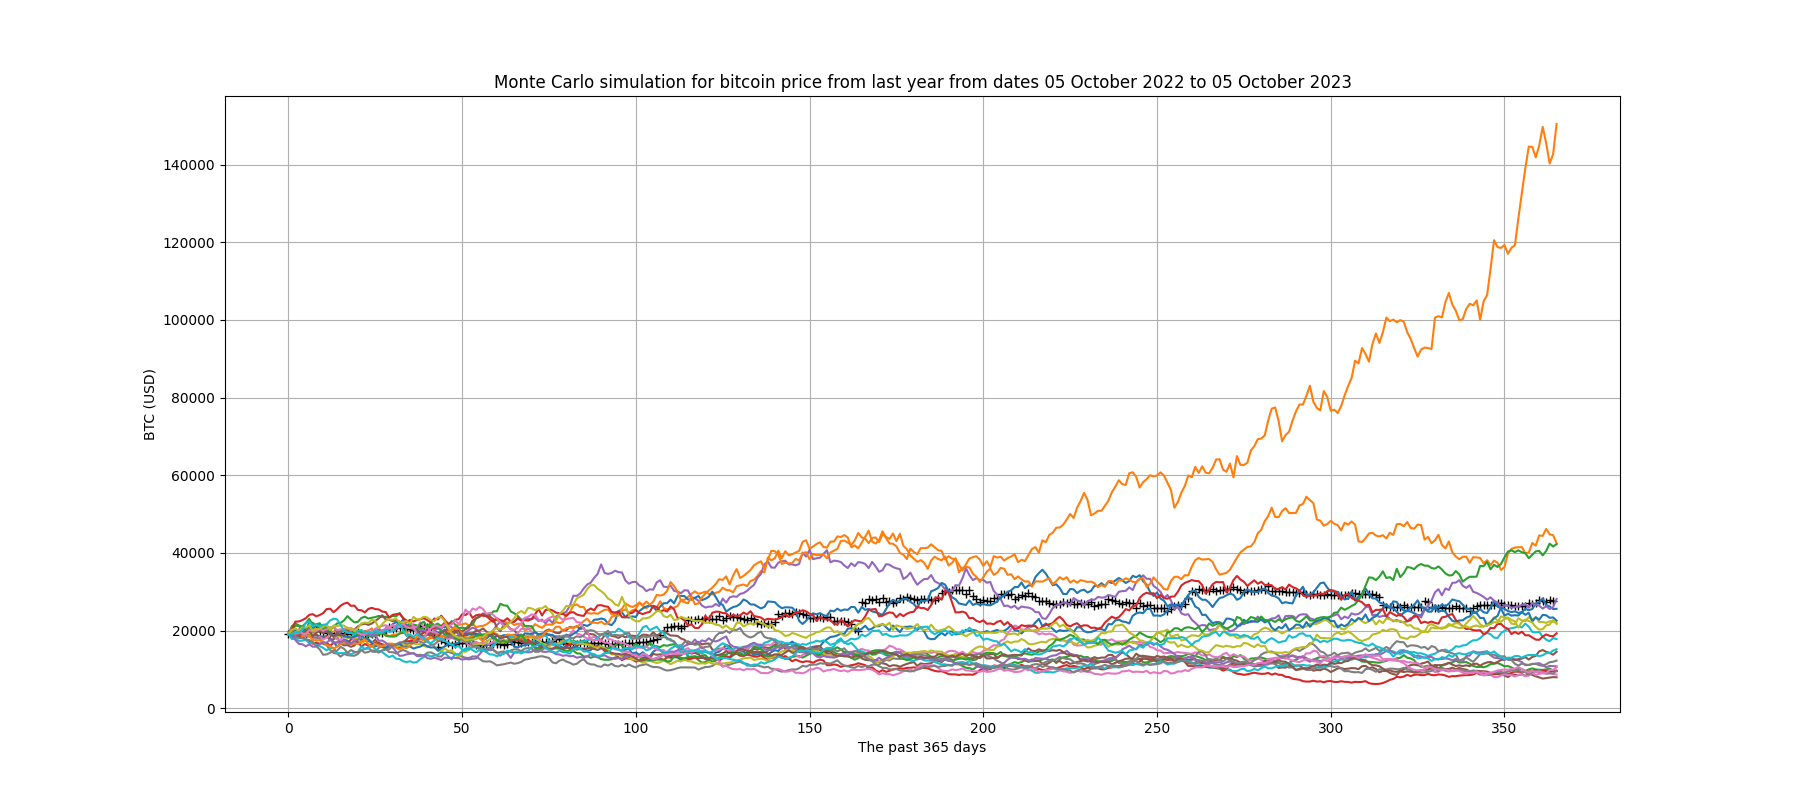 Monte Carlo simulation for bitcoin price from last year from dates 05 October 2022 to 05 October 2023
140000
120000
100000
80000
60000
40000
20000
0
BTC (USD)
0 50 100 150 200 250 300 350
The past 365 days